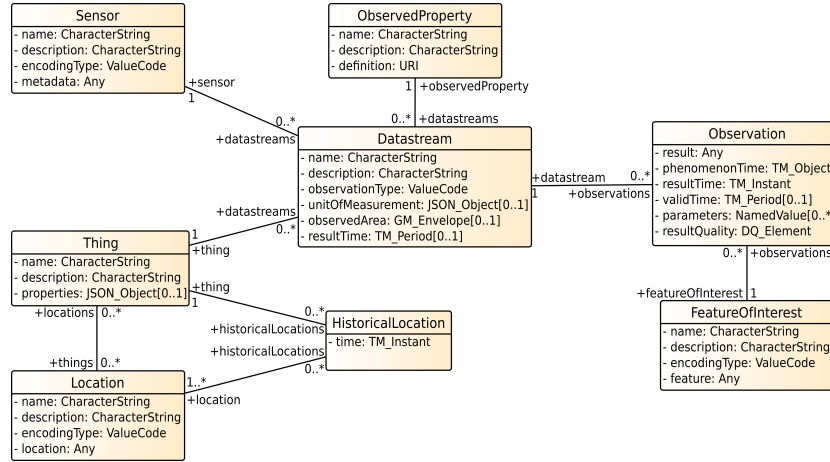 Sensor
- name: CharacterString
- description: CharacterString
- encodingType: ValueCode
- metadata: Any
ObservedProperty
- name: CharacterString
- description: CharacterString
- definition: URI
+sensor
1
0..*
+datastreams
1
+observedProperty
0..*
+datastreams
Datastream
- name: CharacterString
- description: CharacterString
- observationType: ValueCode
- unitOfMeasurement: JSON_Object[0..1]
- observedArea: GM_Envelope[0..1]
- resultTime: TM_Period[0..1]
+datastream
1
0..*
+observations
Observation
- result: Any
- phenomenonTime: TM_Object
- resultTime: TM_Instant
- validTime: TM_Period[0..1]
- parameters: NamedValue[0..*
- resultQuality: DQ_Element
+datastreams
0..*
1
+thing
Thing
- name: CharacterString
- description: CharacterString
- properties: JSON_Object[0..1]
+thing
1
0..*
+historicalLocations
+locations
0..*
+things
0..*
HistoricalLocation
- time: TM_Instant
+historicalLocations
0..*
1..*
+location
Location
- name: CharacterString
- description: CharacterString
- encodingType: ValueCode
- location: Any
0..*
+observations
+featureOfInterest
1
FeatureOfInterest
- name: CharacterString
- description: CharacterString
- encodingType: ValueCode
- feature: Any